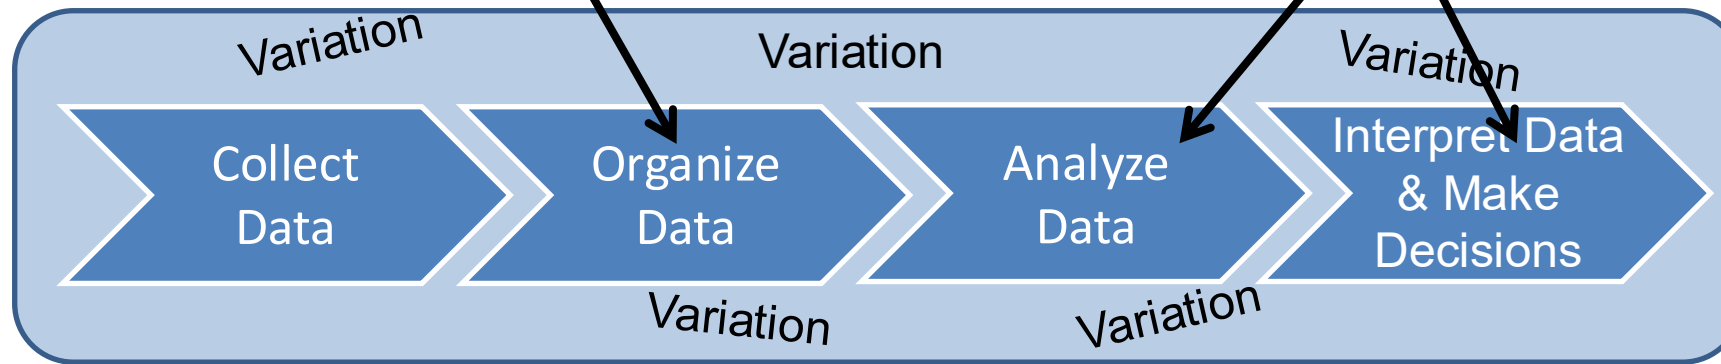 Variation
Variation
Variation
Collect
Data
Organize
Data
Analyze
Data
Interpret Data
& Make
Decisions
Variation
Variation